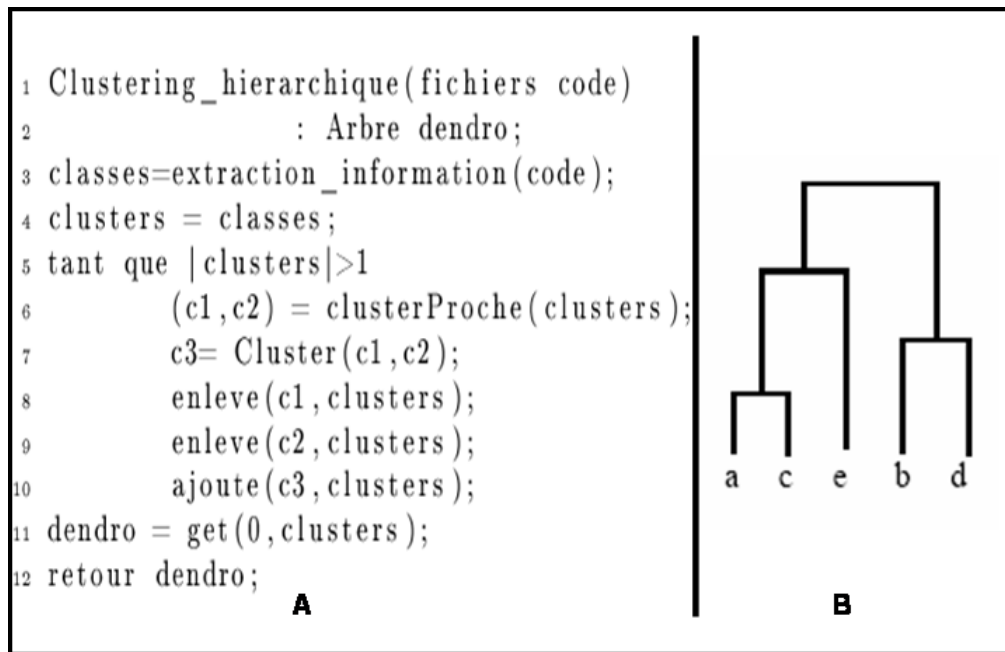 1 Clustering_hierarchique(fichiers code)
2 : Arbre dendro;
3 classes=extraction_information(code);
4 clusters = classes;
5 tant que |clusters|>1
6 (c1,c2) = clusterProche(clusters);
7 c3= Cluster(c1,c2);
8 enleve(c1,clusters);
9 enleve(c2,clusters);
10 ajoute(c3,clusters);
11 dendro = get(0,clusters);
12 retour dendro;
A
a c e b d
B